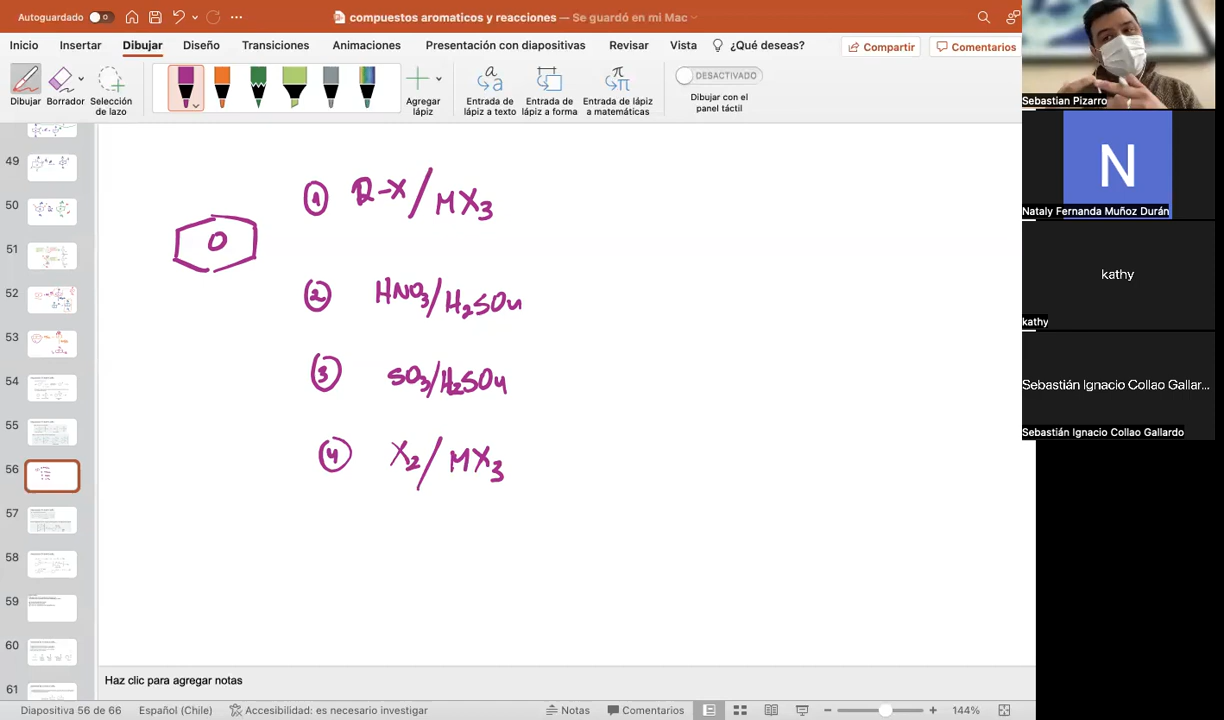 Autoguardado
compuestos aromaticos y reacciones — Se guardó en mi Mac
Inicio Insertar Dibujar Diseño Transiciones Animaciones Presentación con diapositivas Revisar Vista ¿Qué deseas? Compartir Comentarios
Dibujar
Borrador
Selección de lazo
Agregar lápiz
Entrada de lápiz a texto
Entrada de lápiz a forma
Entrada de lápiz a matemáticas
DESACTIVADO
Dibujar con el panel táctil
49
50
51
52
53
54
55
56
57
58
59
60
61
① R-X/MX₃
② HNO₃/H₂SO₄
③ SO₃/H₂SO₄
④ X₂/MX₃
Haz clic para agregar notas
Diapositiva 56 de 66 Español (Chile) Accesibilidad: es necesario investigar Notas Comentarios 144%
Sebastian Pizarro
N
Nataly Fernanda Muñoz Durán
kathy
kathy
Sebastián Ignacio Collao Gallar...
Sebastián Ignacio Collao Gallardo